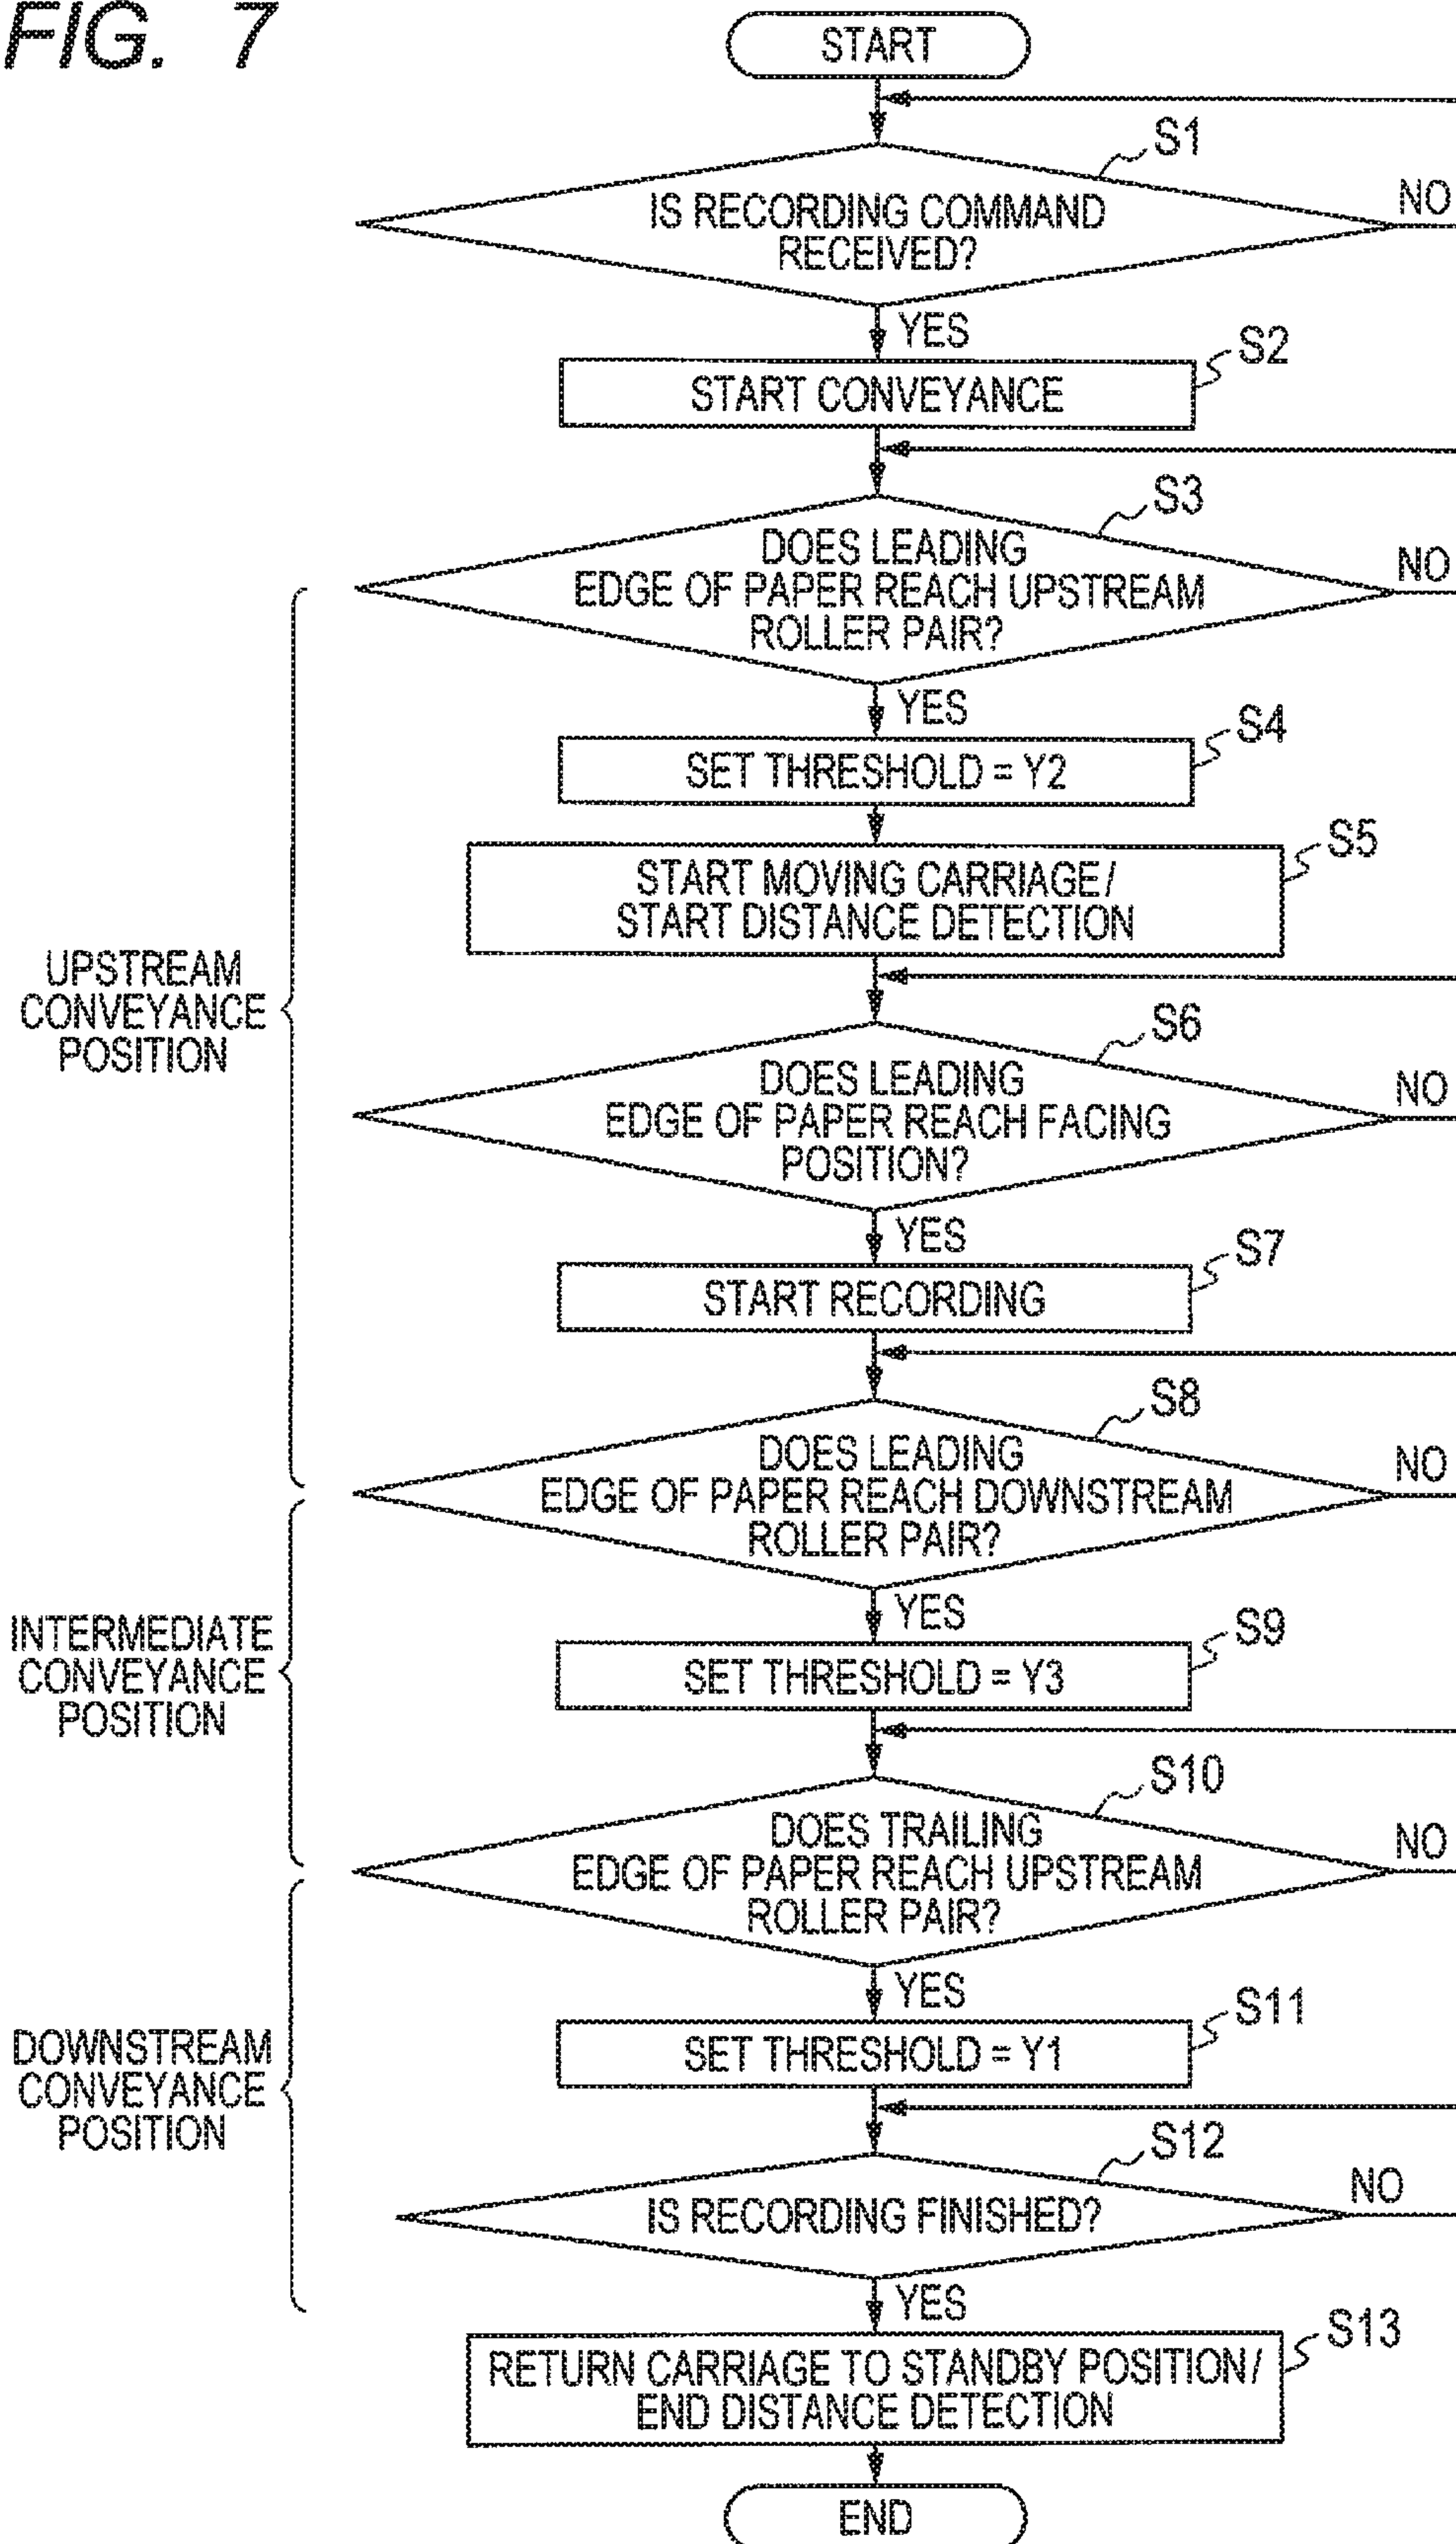 FIG. 7
START
S1
IS RECORDING COMMAND
RECEIVED?
NO
YES
S2
START CONVEYANCE
S3
DOES LEADING
EDGE OF PAPER REACH UPSTREAM
ROLLER PAIR?
NO
YES
S4
SET THRESHOLD = Y2
S5
START MOVING CARRIAGE/
START DISTANCE DETECTION
UPSTREAM
CONVEYANCE
POSITION
S6
DOES LEADING
EDGE OF PAPER REACH FACING
POSITION?
NO
YES
S7
START RECORDING
S8
DOES LEADING
EDGE OF PAPER REACH DOWNSTREAM
ROLLER PAIR?
NO
YES
INTERMEDIATE
CONVEYANCE
POSITION
S9
SET THRESHOLD = Y3
S10
DOES TRAILING
EDGE OF PAPER REACH UPSTREAM
ROLLER PAIR?
NO
YES
DOWNSTREAM
CONVEYANCE
POSITION
S11
SET THRESHOLD = Y1
S12
IS RECORDING FINISHED?
NO
YES
S13
RETURN CARRIAGE TO STANDBY POSITION/
END DISTANCE DETECTION
END